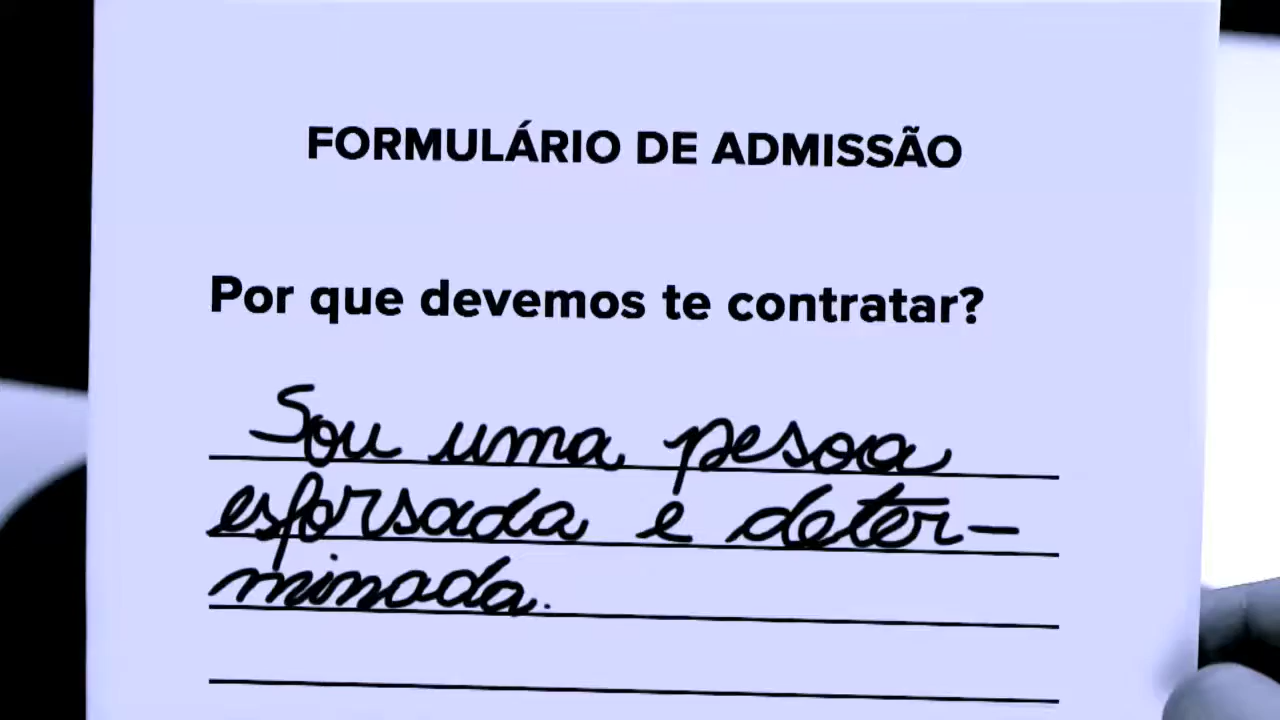 FORMULÁRIO DE ADMISSÃO
Por que devemos te contratar?
Sou uma pesoa
esforsada e deter-
minada.